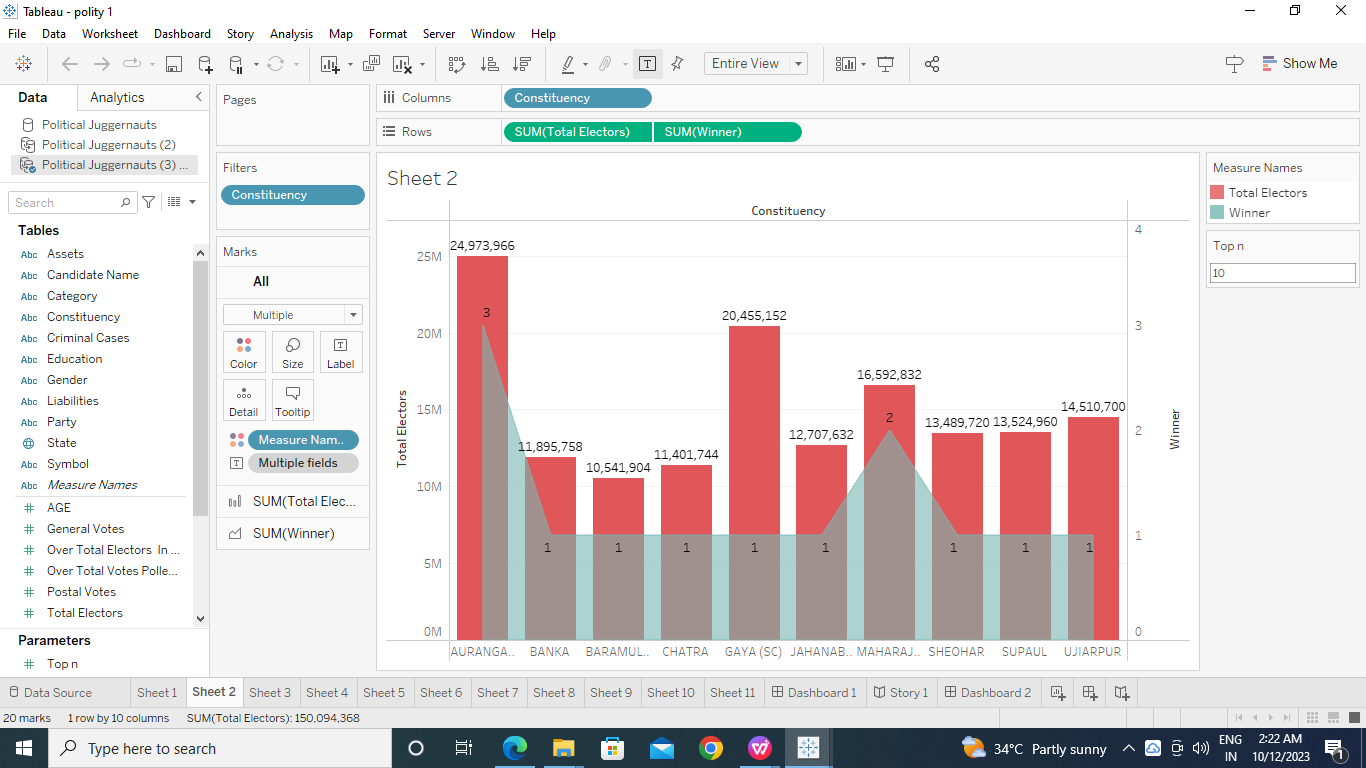 Tableau - polity 1
File Data Worksheet Dashboard Story Analysis Map Format Server Window Help
Entire View
Show Me
Data Analytics
Political Juggernauts
Political Juggernauts (2)
Political Juggernauts (3) ...
Search
Tables
Abc Assets
Abc Candidate Name
Abc Category
Abc Constituency
Abc Criminal Cases
Abc Education
Abc Gender
Abc Liabilities
Abc Party
State
Abc Symbol
Abc Measure Names
# AGE
# General Votes
# Over Total Electors In ...
# Over Total Votes Polle...
# Postal Votes
# Total Electors
Parameters
# Top n
Pages
Filters
Constituency
Marks
All
Multiple
Color Size Label
Detail Tooltip
Measure Nam..
Multiple fields
SUM(Total Elec...
SUM(Winner)
Columns Constituency
Rows SUM(Total Electors) SUM(Winner)
Sheet 2
Constituency
Total Electors
25M
20M
15M
10M
5M
0M
24,973,966
11,895,758
10,541,904
11,401,744
20,455,152
12,707,632
16,592,832
13,489,720
13,524,960
14,510,700
3
1
1
1
1
1
2
1
1
1
4
3
2
1
0
Winner
AURANGA.. BANKA BARAMUL.. CHATRA GAYA (SC) JAHANAB.. MAHARAJ.. SHEOHAR SUPAUL UJIARPUR
Measure Names
Total Electors
Winner
Top n
10
Data Source Sheet 1 Sheet 2 Sheet 3 Sheet 4 Sheet 5 Sheet 6 Sheet 7 Sheet 8 Sheet 9 Sheet 10 Sheet 11 Dashboard 1 Story 1 Dashboard 2
20 marks 1 row by 10 columns SUM(Total Electors): 150,094,368
Type here to search
34°C Partly sunny
ENG
IN
2:22 AM
10/12/2023
1